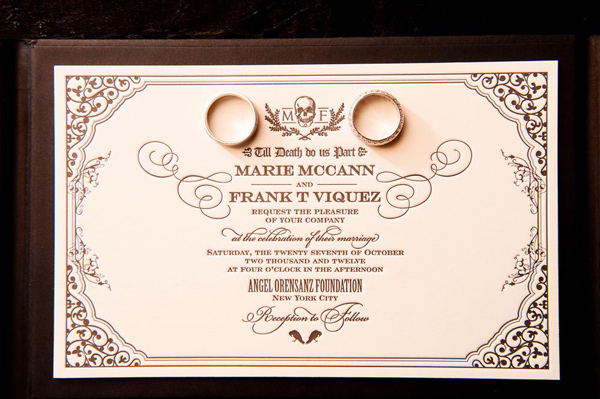 M F
Till Death do us Part
MARIE MCCANN
AND
FRANK T VIQUEZ
REQUEST THE PLEASURE
OF YOUR COMPANY
at the celebration of their marriage
SATURDAY, THE TWENTY SEVENTH OF OCTOBER
TWO THOUSAND AND TWELVE
AT FOUR O'CLOCK IN THE AFTERNOON
ANGEL ORENSANZ FOUNDATION
NEW YORK CITY
Reception to Follow